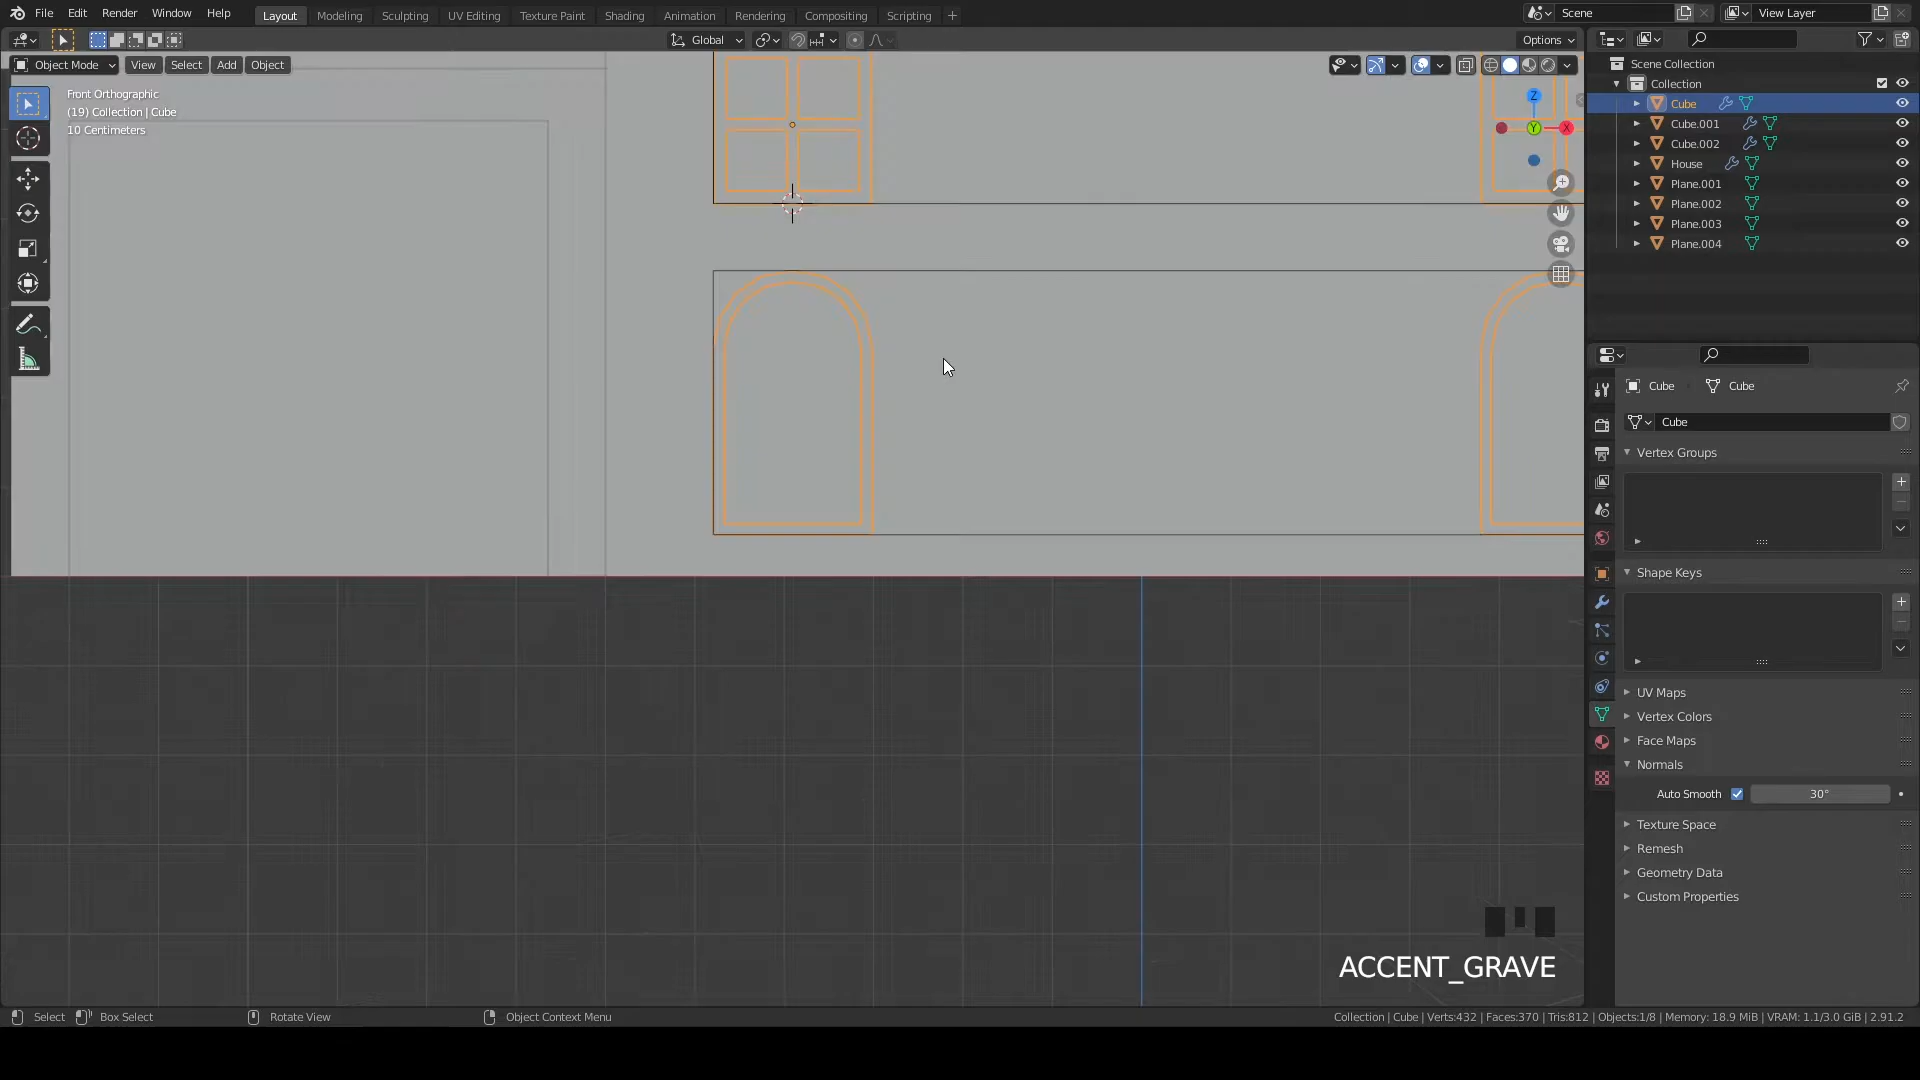 File Edit Render Window Help Layout Modeling Sculpting UV Editing Texture Paint Shading Animation Rendering Compositing Scripting + Scene View Layer
Global Options
Object Mode View Select Add Object
Front Orthographic
(19) Collection | Cube
10 Centimeters
Z
Y
X
Scene Collection
Collection
Cube
Cube.001
Cube.002
House
Plane.001
Plane.002
Plane.003
Plane.004
Cube Cube
Cube
Vertex Groups
Shape Keys
UV Maps
Vertex Colors
Face Maps
Normals
Auto Smooth 30°
Texture Space
Remesh
Geometry Data
Custom Properties
ACCENT_GRAVE
Select Box Select Rotate View Object Context Menu Collection | Cube | Verts:432 | Faces:370 | Tris:812 | Objects:1/8 | Memory: 18.9 MiB | VRAM: 1.1/3.0 GiB | 2.91.2